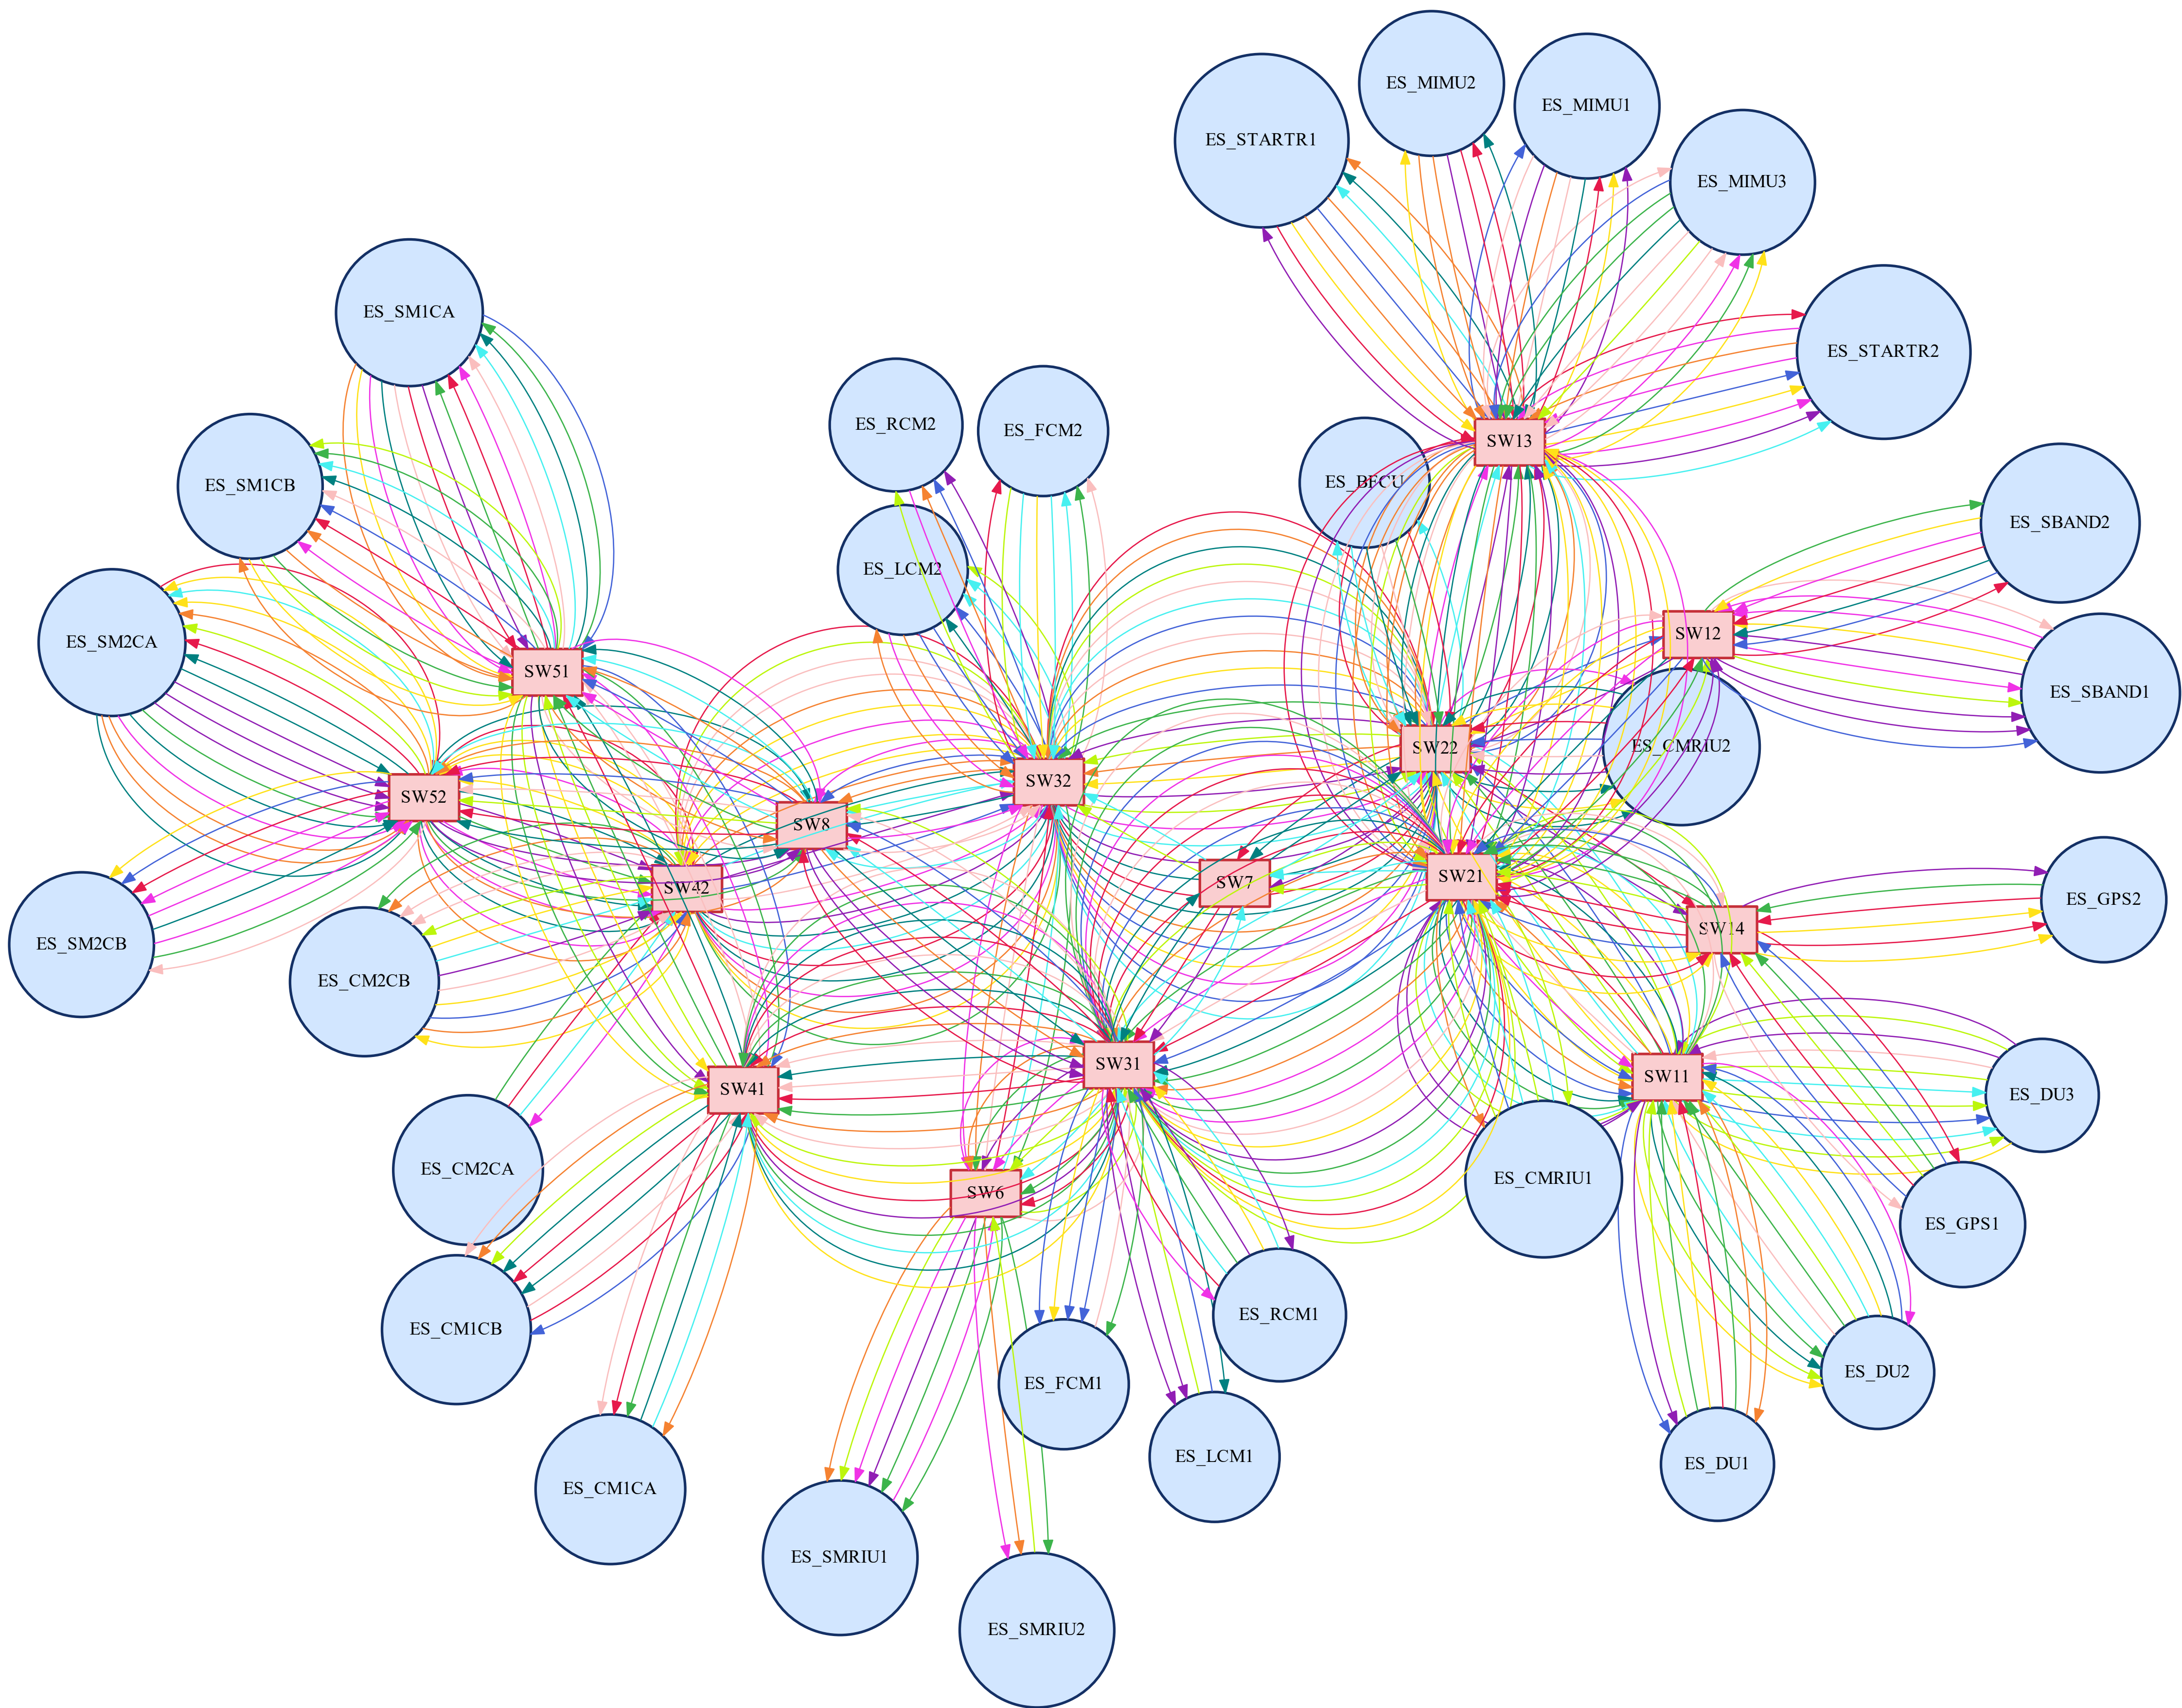 ES_MIMU2
ES_MIMU1
ES_STARTR1
ES_MIMU3
ES_SM1CA
ES_STARTR2
ES_RCM2
ES_FCM2
SW13
ES_BFCU
ES_SM1CB
ES_SBAND2
ES_LCM2
SW12
ES_SM2CA
SW51
ES_SBAND1
SW22
ES_CMRIU2
SW32
SW52
SW8
SW21
SW42
SW7
ES_GPS2
SW14
ES_SM2CB
ES_CM2CB
SW31
SW11
SW41
ES_DU3
ES_CM2CA
ES_CMRIU1
SW6
ES_GPS1
ES_RCM1
ES_CM1CB
ES_DU2
ES_FCM1
ES_LCM1
ES_DU1
ES_CM1CA
ES_SMRIU1
ES_SMRIU2